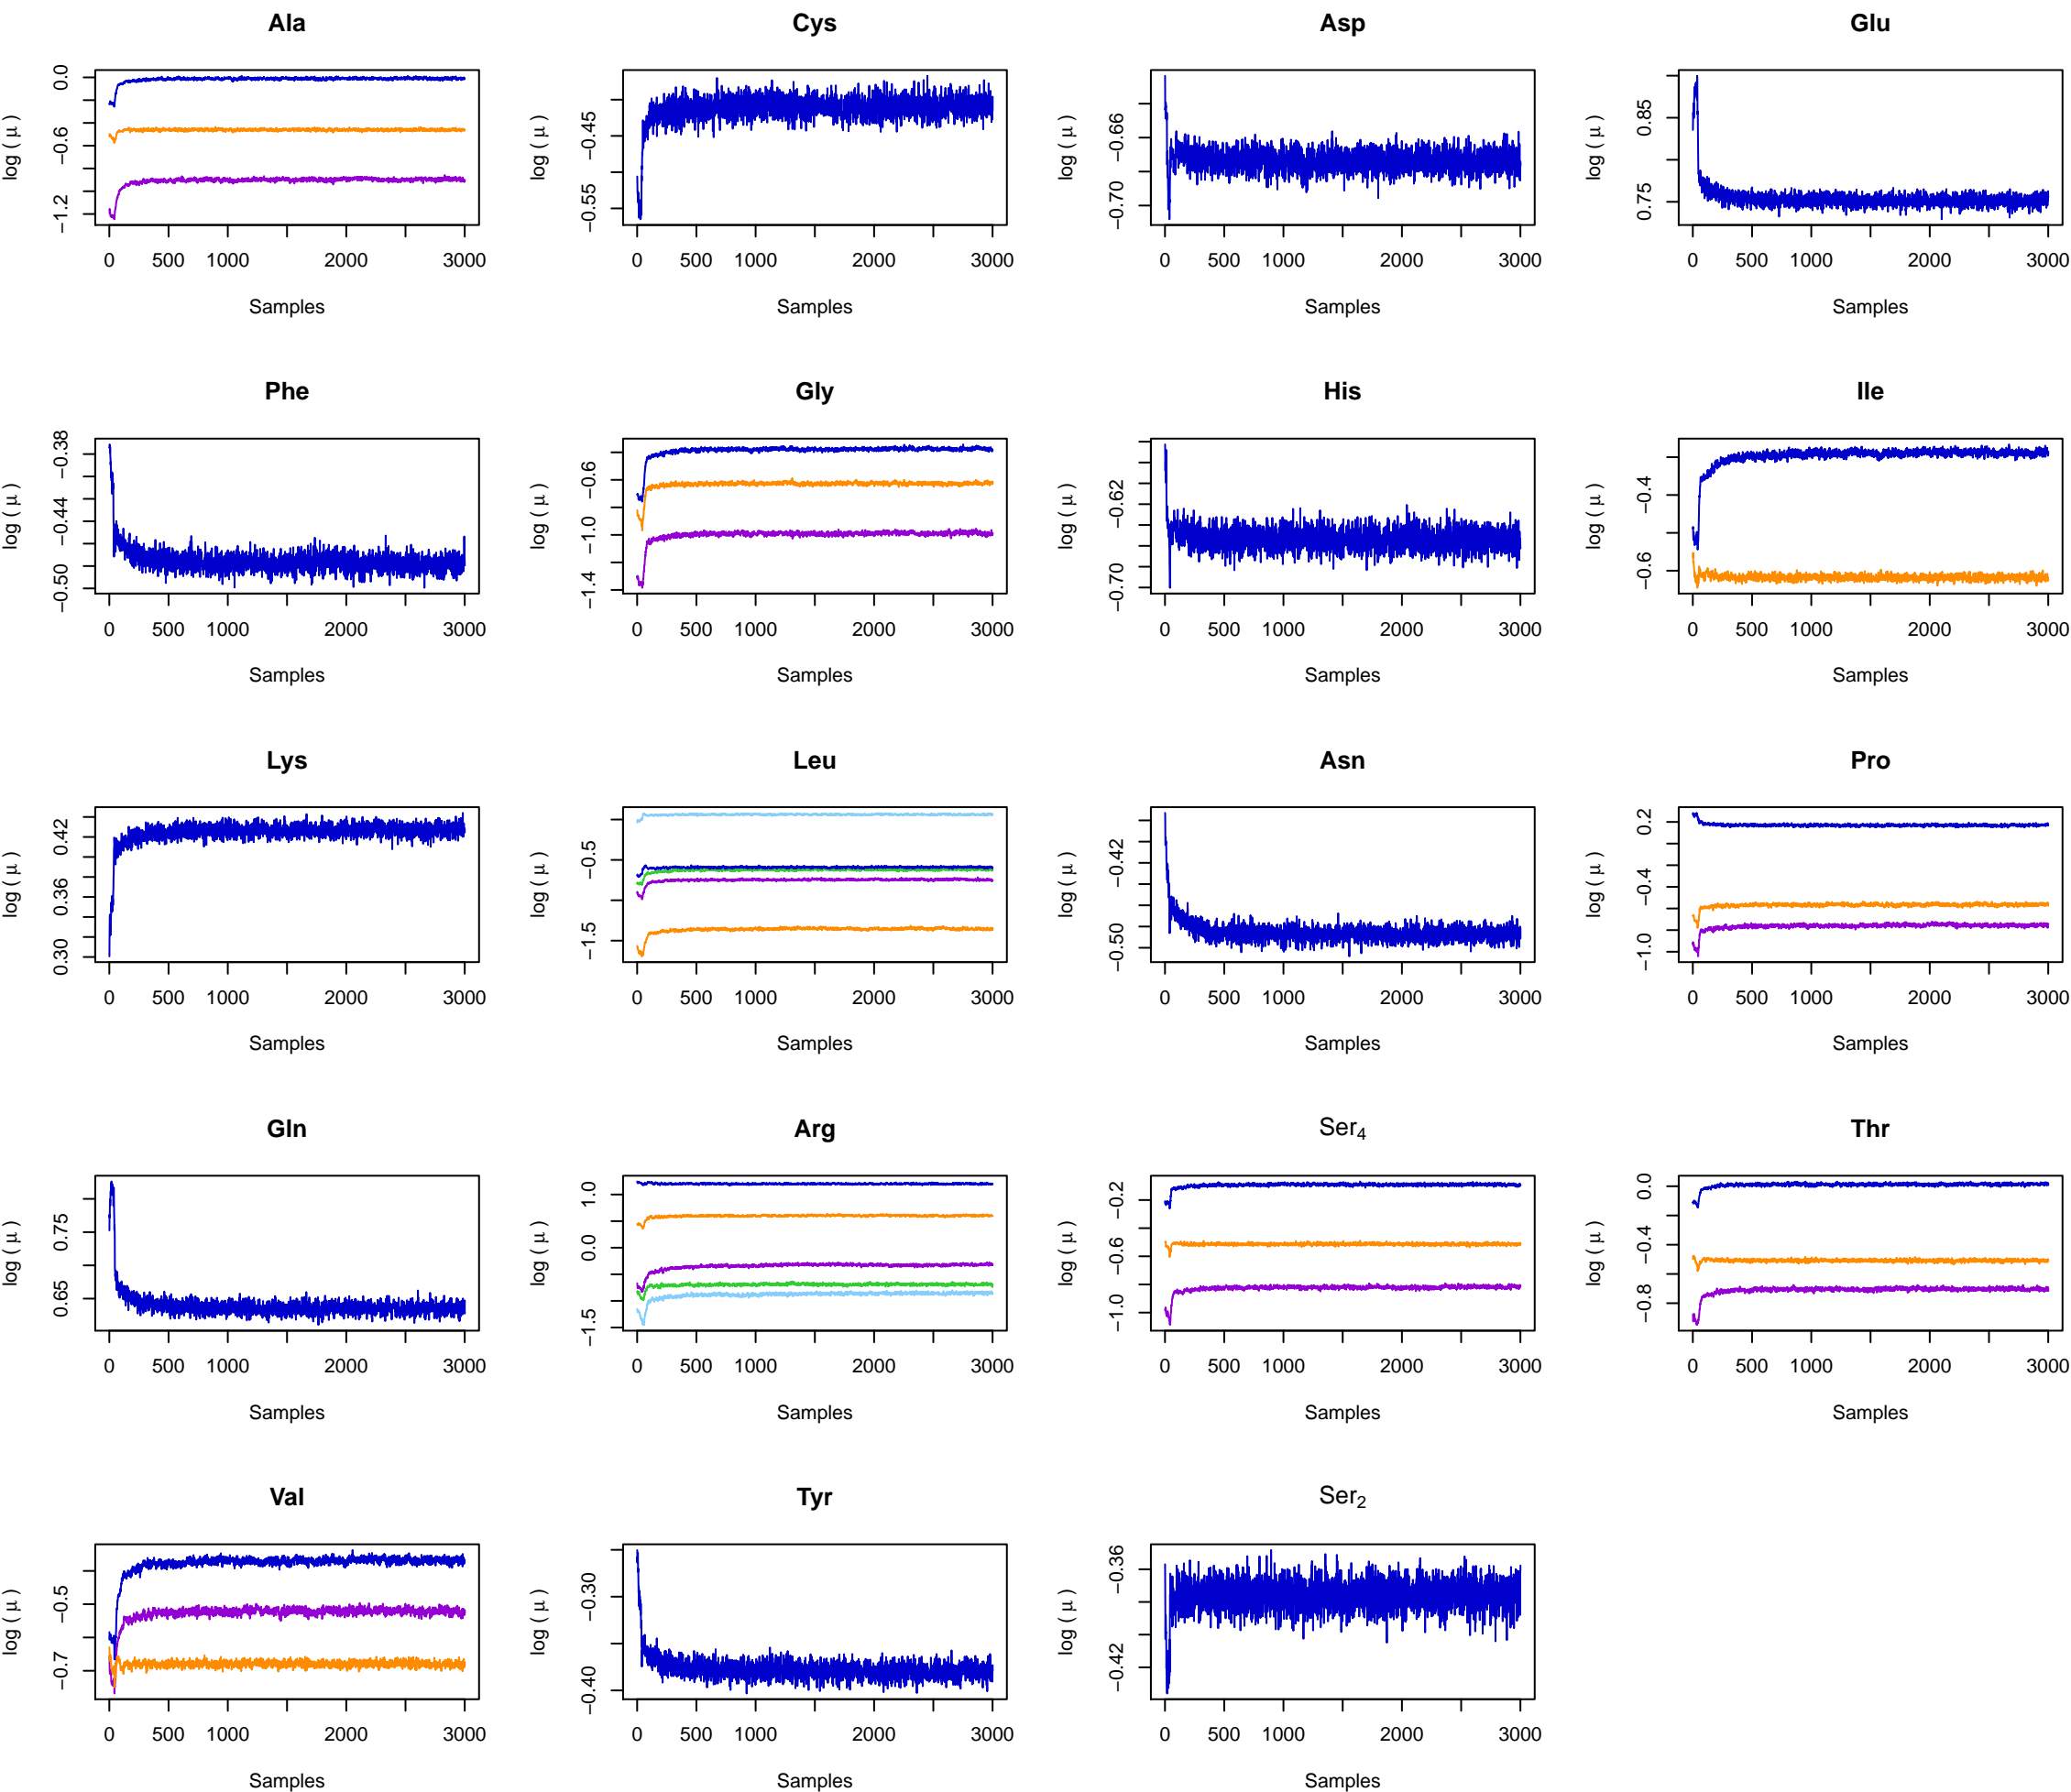 Ala
Cys
Asp
Glu
log ( μ )
0.0
−0.6
−1.2
0 500 1000 2000 3000
Samples
log ( μ )
−0.45
−0.55
0 500 1000 2000 3000
Samples
log ( μ )
−0.66
−0.70
0 500 1000 2000 3000
Samples
log ( μ )
0.85
0.75
0 500 1000 2000 3000
Samples
Phe
Gly
His
Ile
log ( μ )
−0.38
−0.44
−0.50
0 500 1000 2000 3000
Samples
log ( μ )
−0.6
−1.0
−1.4
0 500 1000 2000 3000
Samples
log ( μ )
−0.62
−0.70
0 500 1000 2000 3000
Samples
log ( μ )
−0.4
−0.6
0 500 1000 2000 3000
Samples
Lys
Leu
Asn
Pro
log ( μ )
0.42
0.36
0.30
0 500 1000 2000 3000
Samples
log ( μ )
−0.5
−1.5
0 500 1000 2000 3000
Samples
log ( μ )
−0.42
−0.50
0 500 1000 2000 3000
Samples
log ( μ )
0.2
−0.4
−1.0
0 500 1000 2000 3000
Samples
Gln
Arg
Ser₄
Thr
log ( μ )
0.75
0.65
0 500 1000 2000 3000
Samples
log ( μ )
1.0
0.0
−1.5
0 500 1000 2000 3000
Samples
log ( μ )
−0.2
−0.6
−1.0
0 500 1000 2000 3000
Samples
log ( μ )
0.0
−0.4
−0.8
0 500 1000 2000 3000
Samples
Val
Tyr
Ser₂
log ( μ )
−0.5
−0.7
0 500 1000 2000 3000
Samples
log ( μ )
−0.30
−0.40
0 500 1000 2000 3000
Samples
log ( μ )
−0.36
−0.42
0 500 1000 2000 3000
Samples